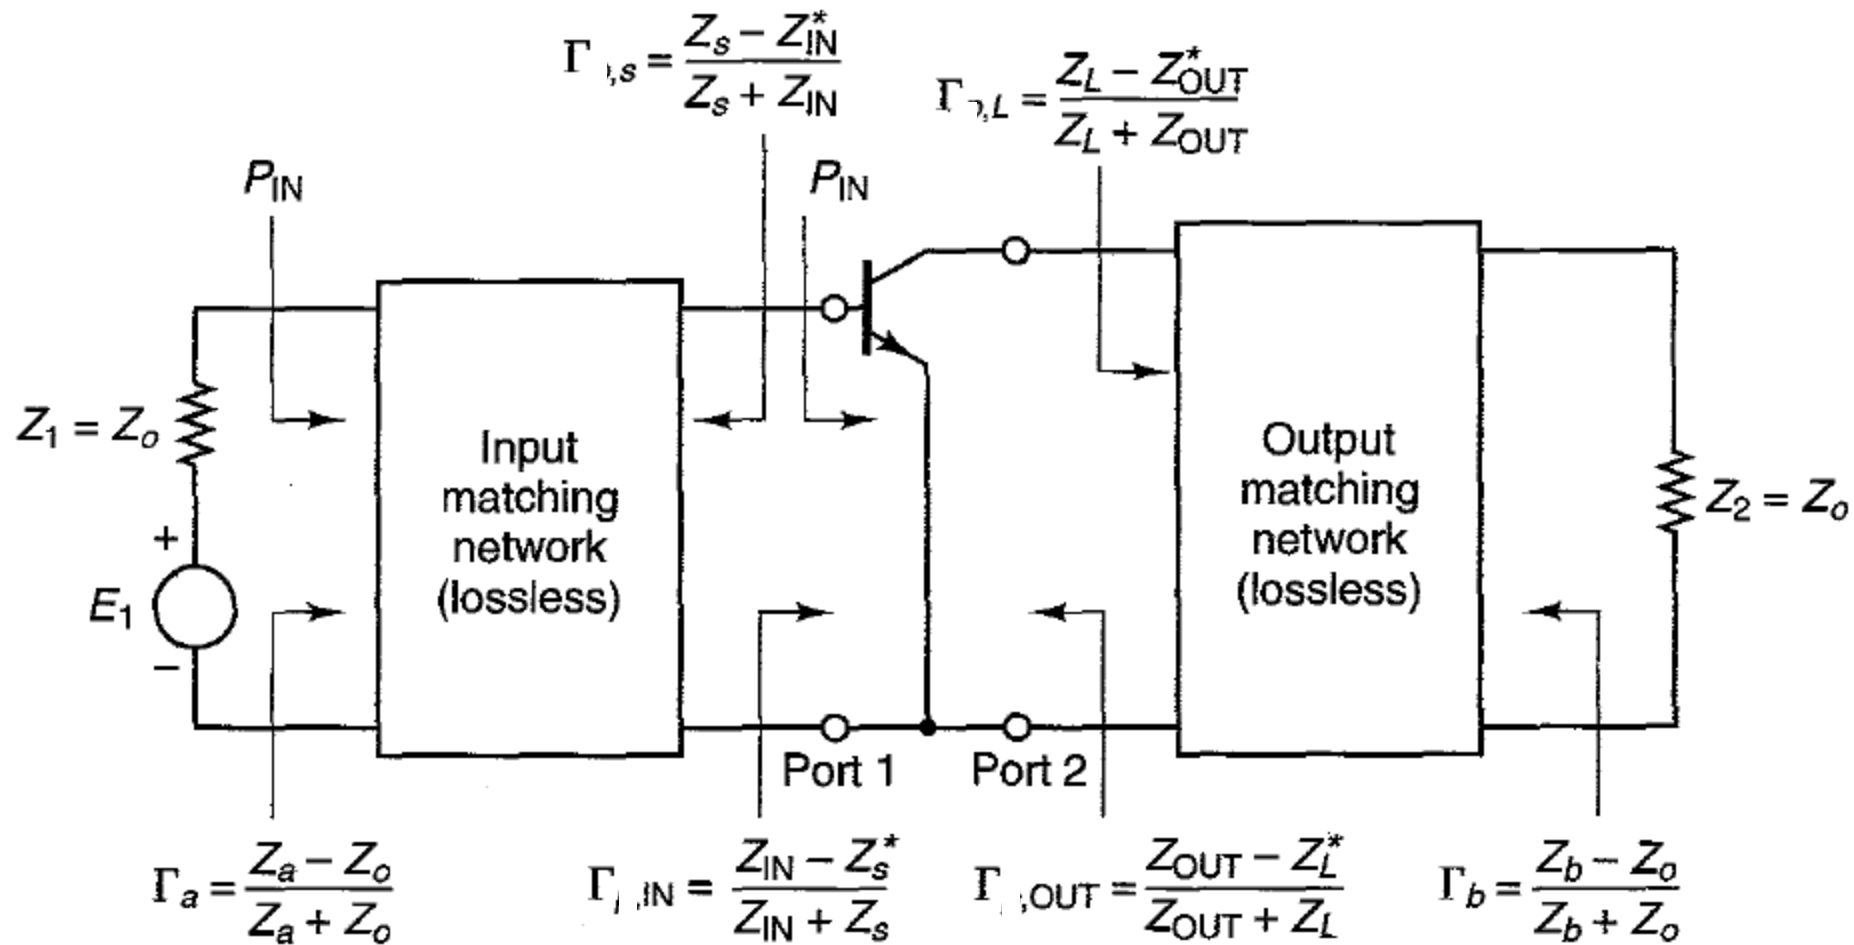 Γ ,s = (Z_s − Z*_IN) / (Z_s + Z_IN)
Γ ,L = (Z_L − Z*_OUT) / (Z_L + Z_OUT)
P_IN
P_IN
Z_1 = Z_o
+
E_1
−
Input
matching
network
(lossless)
Output
matching
network
(lossless)
Z_2 = Z_o
Port 1
Port 2
Γ_a = (Z_a − Z_o) / (Z_a + Z_o)
Γ ,IN = (Z_IN − Z_s*) / (Z_IN + Z_s)
Γ ,OUT = (Z_OUT − Z_L*) / (Z_OUT + Z_L)
Γ_b = (Z_b − Z_o) / (Z_b + Z_o)